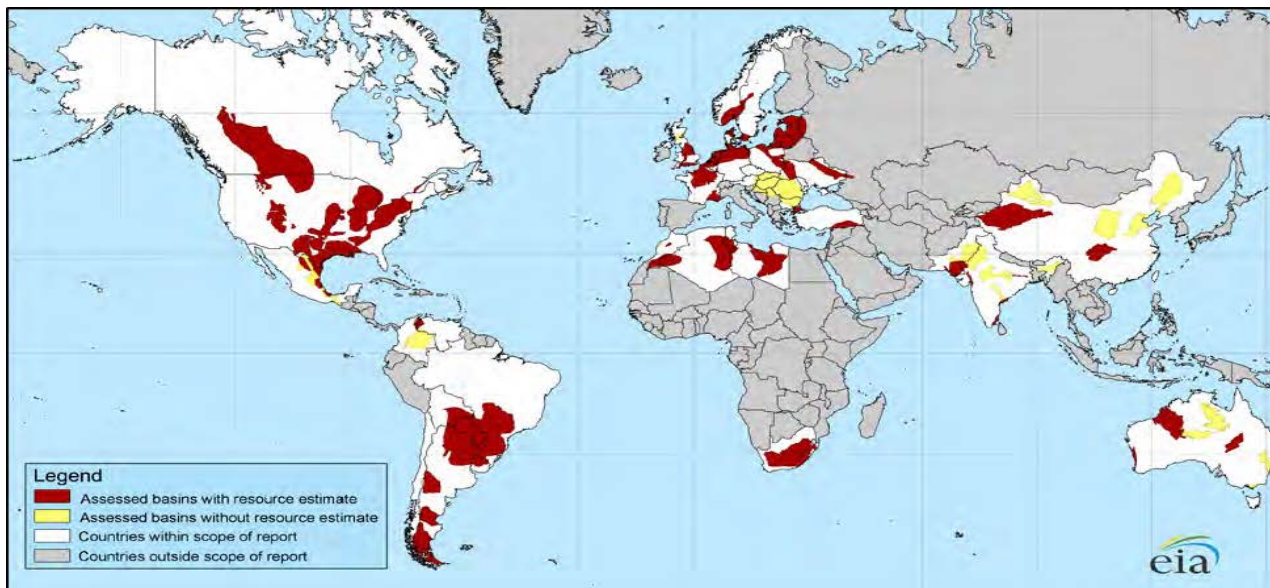 Legend
Assessed basins with resource estimate
Assessed basins without resource estimate
Countries within scope of report
Countries outside scope of report
eia